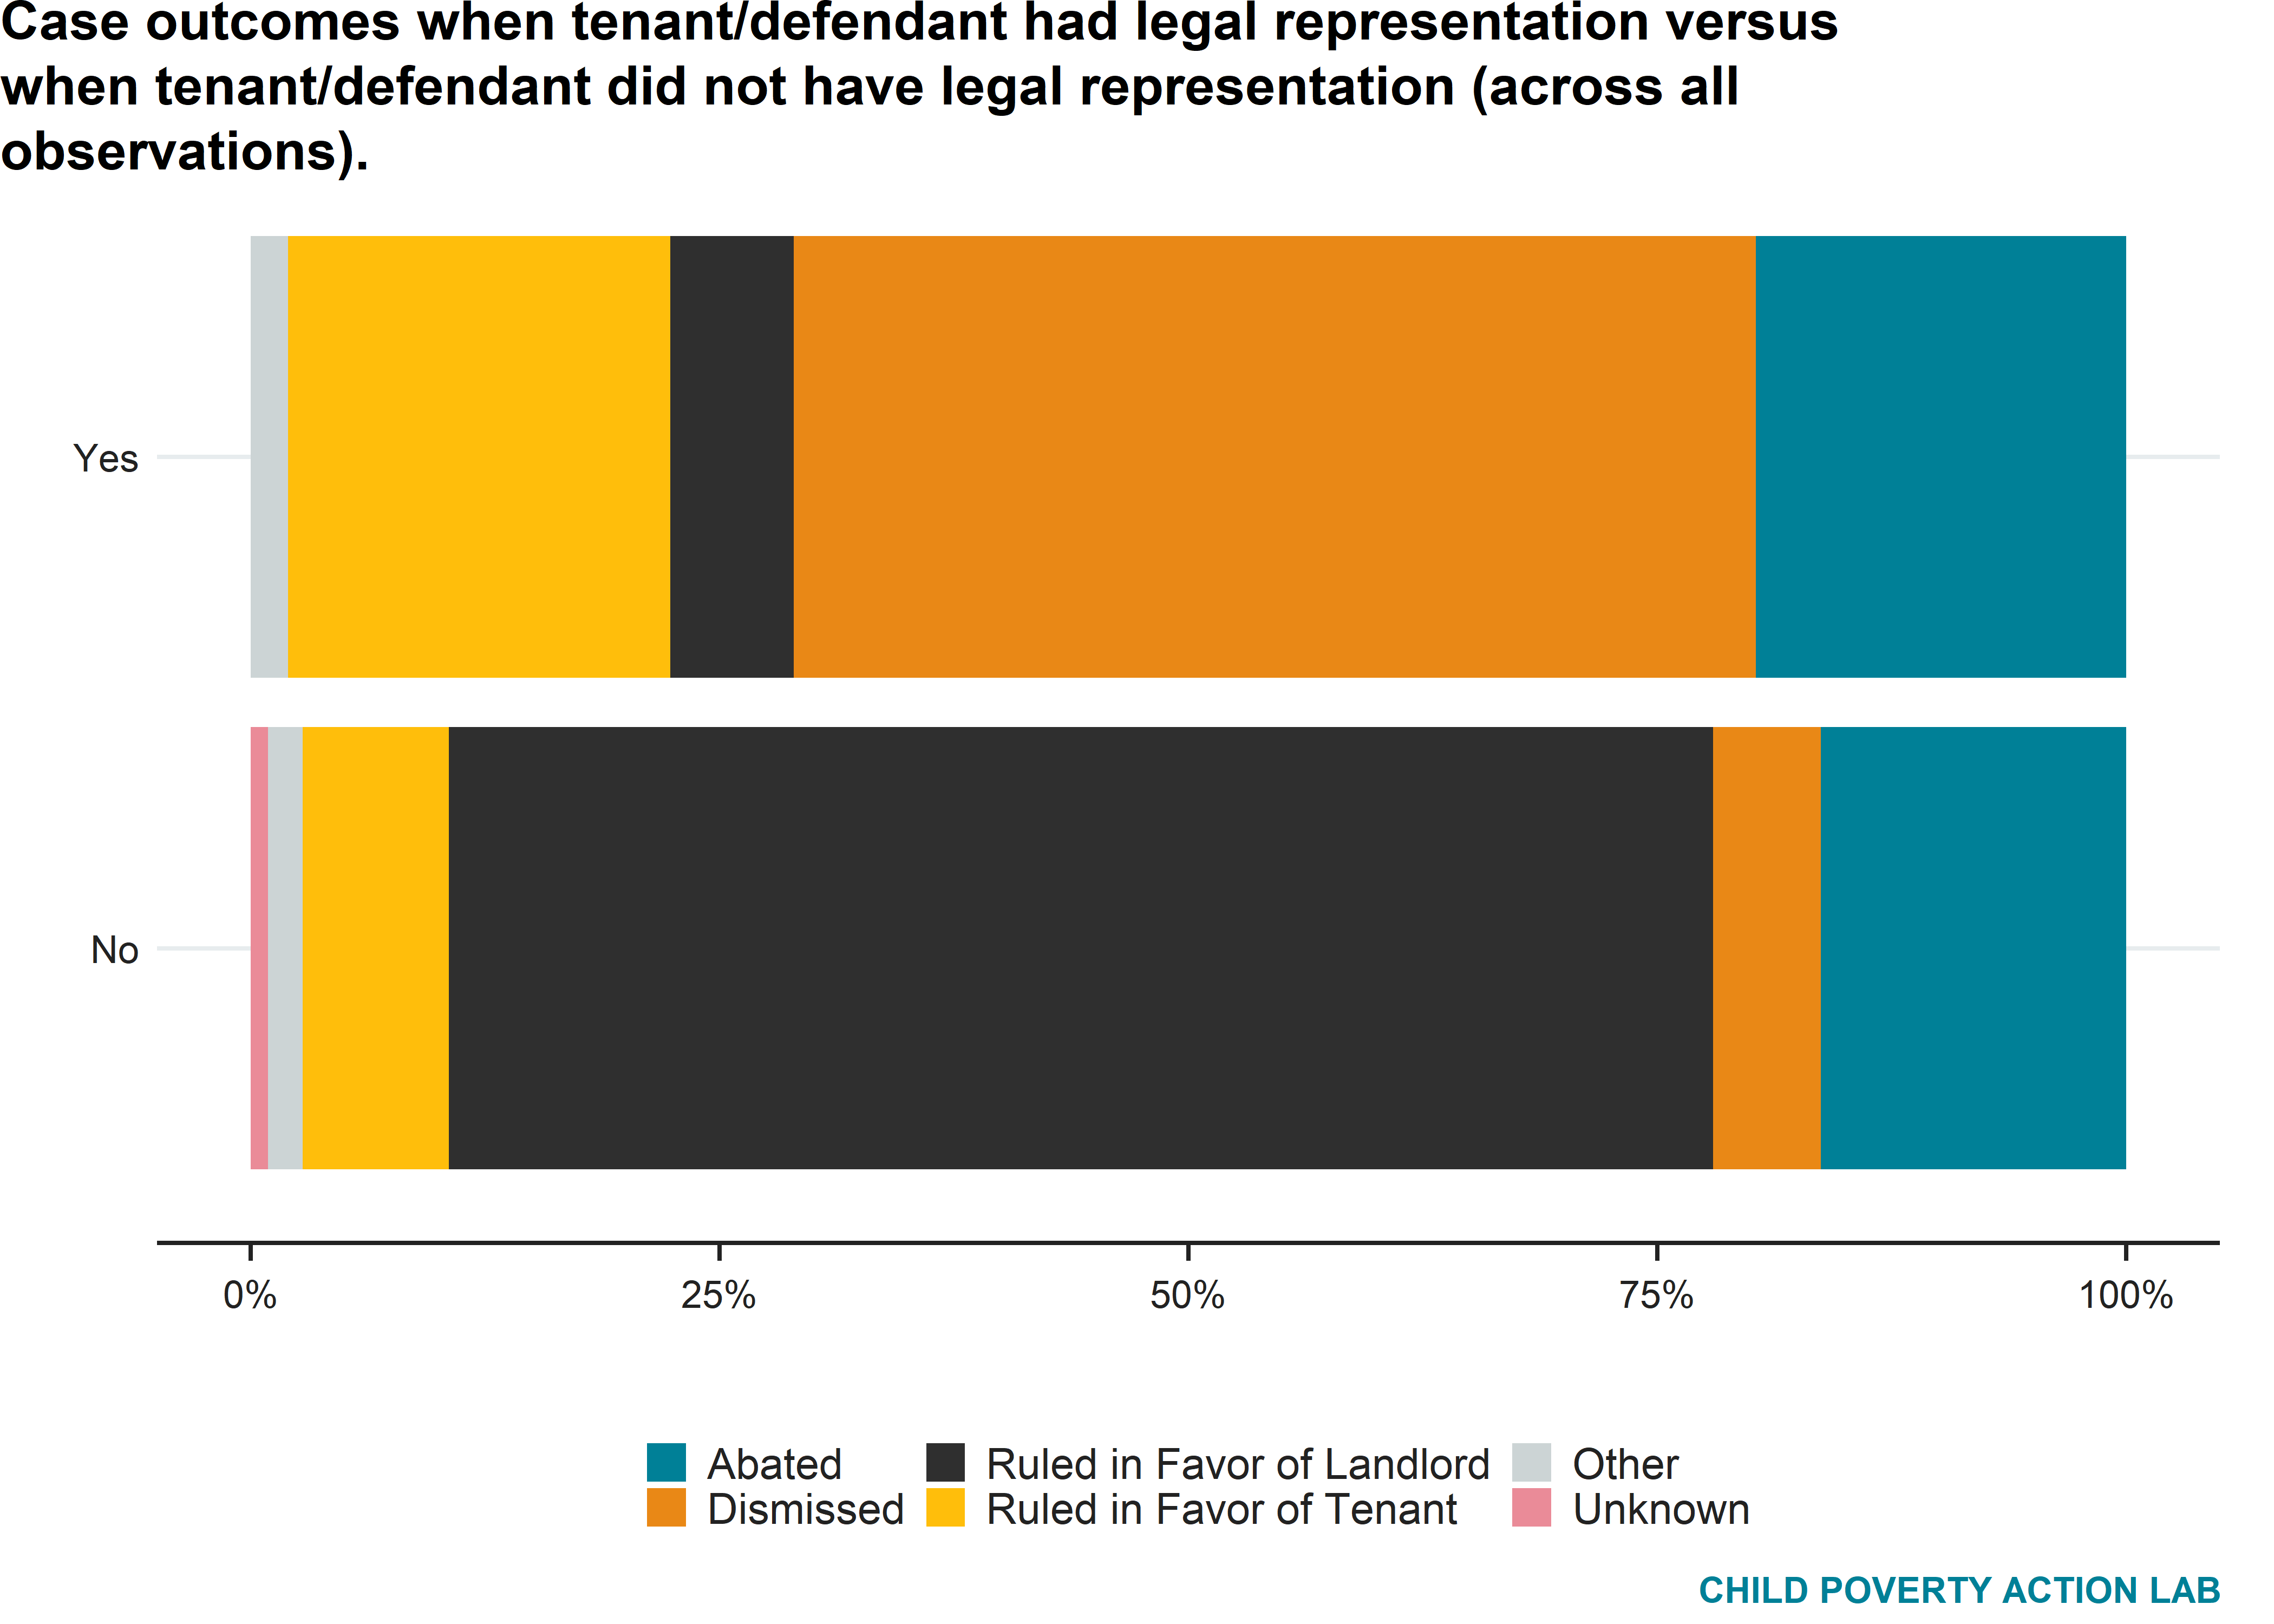 Case outcomes when tenant/defendant had legal representation versus
when tenant/defendant did not have legal representation (across all
observations).
Yes
No
0% 25% 50% 75% 100%
Abated Ruled in Favor of Landlord Other
Dismissed Ruled in Favor of Tenant Unknown
CHILD POVERTY ACTION LAB